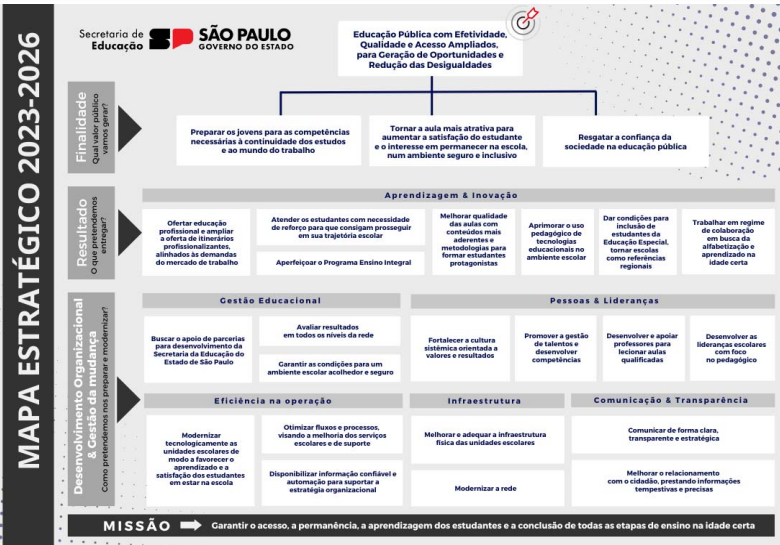 MAPA ESTRATÉGICO 2023-2026
Secretaria de
Educação
SÃO PAULO
GOVERNO DO ESTADO
Educação Pública com Efetividade,
Qualidade e Acesso Ampliados,
para Geração de Oportunidades e
Redução das Desigualdades
Finalidade
Qual valor público
vamos gerar?
Preparar os jovens para as competências
necessárias à continuidade dos estudos
e ao mundo do trabalho
Tornar a aula mais atrativa para
aumentar a satisfação do estudante
e o interesse em permanecer na escola,
num ambiente seguro e inclusivo
Resgatar a confiança da
sociedade na educação pública
Resultado
O que pretendemos
entregar?
Aprendizagem & Inovação
Ofertar educação
profissional e ampliar
a oferta de itinerários
profissionalizantes,
alinhados às demandas
do mercado de trabalho
Atender os estudantes com necessidade
de reforço para que consigam prosseguir
em sua trajetória escolar
Aperfeiçoar o Programa Ensino Integral
Melhorar qualidade
das aulas com
conteúdos mais
aderentes e
metodologias para
formar estudantes
protagonistas
Aprimorar o uso
pedagógico de
tecnologias
educacionais no
ambiente escolar
Dar condições para
inclusão de
estudantes da
Educação Especial,
tornar escolas
como referências
regionais
Trabalhar em regime
de colaboração
em busca da
alfabetização e
aprendizado na
idade certa
Desenvolvimento Organizacional
& Gestão da mudança
Como pretendemos nos preparar e modernizar?
Gestão Educacional
Buscar o apoio de parcerias
para desenvolvimento da
Secretaria da Educação do
Estado de São Paulo
Avaliar resultados
em todos os níveis da rede
Garantir as condições para um
ambiente escolar acolhedor e seguro
Pessoas & Lideranças
Fortalecer a cultura
sistêmica orientada a
valores e resultados
Promover a gestão
de talentos e
desenvolver
competências
Desenvolver e apoiar
professores para
lecionar aulas
qualificadas
Desenvolver as
lideranças escolares
com foco
no pedagógico
Eficiência na operação
Modernizar
tecnologicamente as
unidades escolares de
modo a favorecer o
aprendizado e a
satisfação dos estudantes
em estar na escola
Otimizar fluxos e processos,
visando a melhoria dos serviços
escolares e de suporte
Disponibilizar informação confiável e
automação para suportar a
estratégia organizacional
Infraestrutura
Melhorar e adequar a infraestrutura
física das unidades escolares
Modernizar a rede
Comunicação & Transparência
Comunicar de forma clara,
transparente e estratégica
Melhorar o relacionamento
com o cidadão, prestando informações
tempestivas e precisas
MISSÃO Garantir o acesso, a permanência, a aprendizagem dos estudantes e a conclusão de todas as etapas de ensino na idade certa